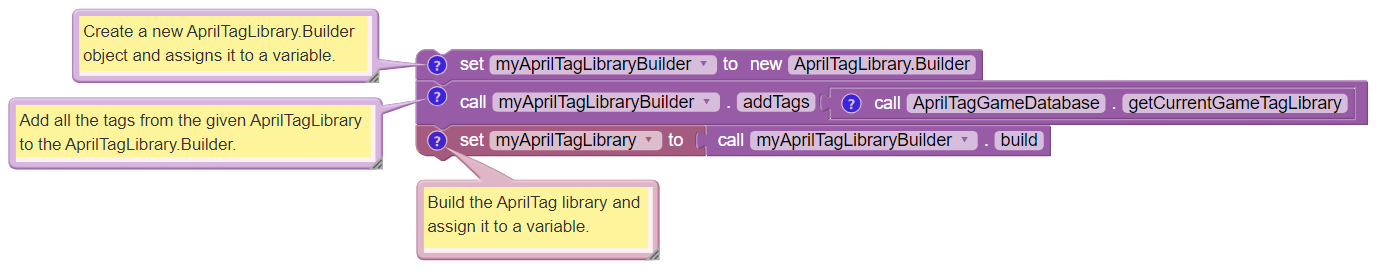 Create a new AprilTagLibrary.Builder
object and assigns it to a variable.
? set myAprilTagLibraryBuilder to new AprilTagLibrary.Builder
? call myAprilTagLibraryBuilder . addTags ? call AprilTagGameDatabase . getCurrentGameTagLibrary
Add all the tags from the given AprilTagLibrary
to the AprilTagLibrary.Builder.
? set myAprilTagLibrary to call myAprilTagLibraryBuilder . build
Build the AprilTag library and
assign it to a variable.